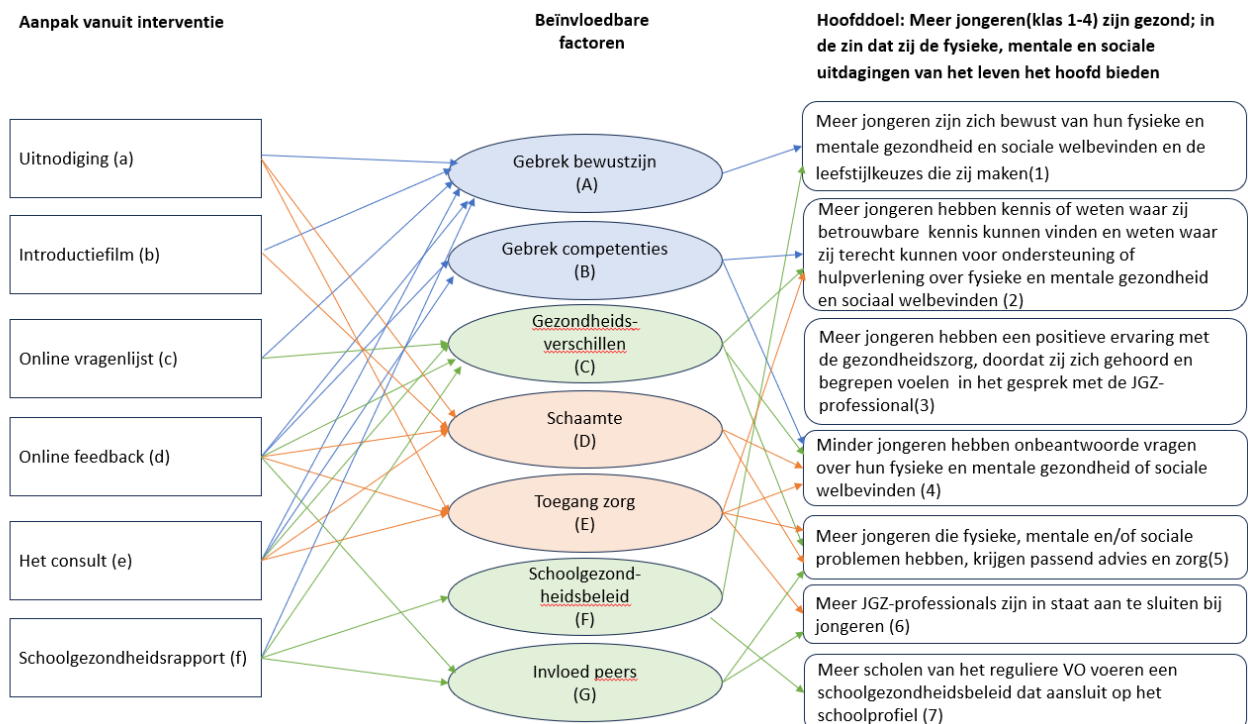 Aanpak vanuit interventie
Beïnvloedbare
factoren
Hoofddoel: Meer jongeren(klas 1-4) zijn gezond; in
de zin dat zij de fysieke, mentale en sociale
uitdagingen van het leven het hoofd bieden
Uitnodiging (a)
Introductiefilm (b)
Online vragenlijst (c)
Online feedback (d)
Het consult (e)
Schoolgezondheidsrapport (f)
Gebrek bewustzijn
(A)
Gebrek competenties
(B)
Gezondheids-
verschillen
(C)
Schaamte
(D)
Toegang zorg
(E)
Schoolgezond-
heidsbeleid
(F)
Invloed peers
(G)
Meer jongeren zijn zich bewust van hun fysieke en
mentale gezondheid en sociale welbevinden en de
leefstijlkeuzes die zij maken(1)
Meer jongeren hebben kennis of weten waar zij
betrouwbare kennis kunnen vinden en weten waar
zij terecht kunnen voor ondersteuning of
hulpverlening over fysieke en mentale gezondheid
en sociaal welbevinden (2)
Meer jongeren hebben een positieve ervaring met
de gezondheidszorg, doordat zij zich gehoord en
begrepen voelen in het gesprek met de JGZ-
professional(3)
Minder jongeren hebben onbeantwoorde vragen
over hun fysieke en mentale gezondheid of sociale
welbevinden (4)
Meer jongeren die fysieke, mentale en/of sociale
problemen hebben, krijgen passend advies en zorg(5)
Meer JGZ-professionals zijn in staat aan te sluiten bij
jongeren (6)
Meer scholen van het reguliere VO voeren een
schoolgezondheidsbeleid dat aansluit op het
schoolprofiel (7)